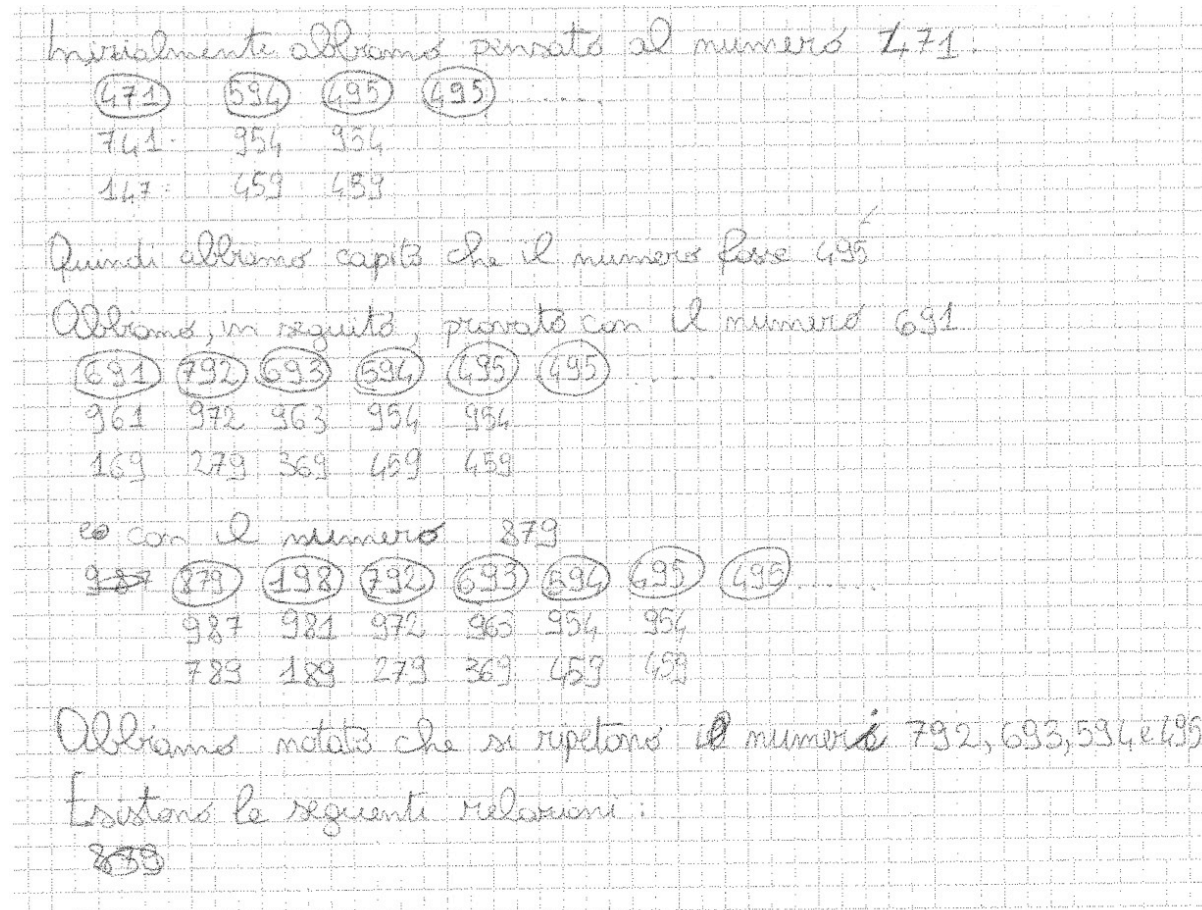 Inizialmente abbiamo pensato al numero 471:
471 594 495 495 ......
741 954 954
147 459 459
Quindi abbiamo capito che il numero fosse 495
Abbiamo, in seguito, provato con il numero 691
691 792 693 594 495 495 ......
961 972 963 954 954
169 279 369 459 459
e con il numero 879
987 879 198 792 693 594 495 495 ....
987 981 972 963 954 954
789 189 279 369 459 459
Abbiamo notato che si ripetono i numeri 792, 693, 594 e 495
Esistono le seguenti relazioni:
879